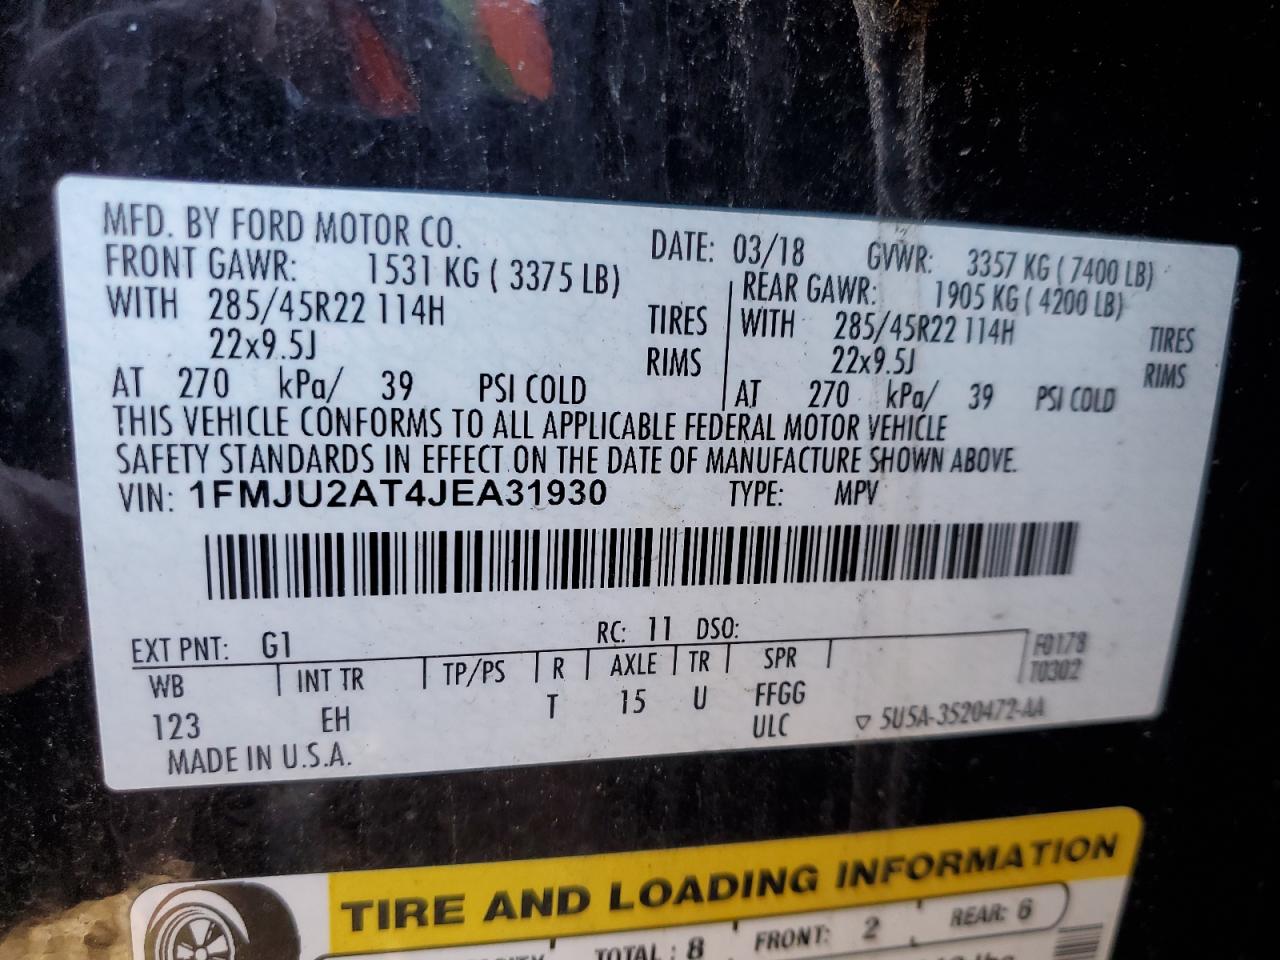 MFD. BY FORD MOTOR CO. DATE: 03/18 GVWR: 3357 KG ( 7400 LB)
FRONT GAWR: 1531 KG ( 3375 LB) REAR GAWR: 1905 KG ( 4200 LB)
WITH 285/45R22 114H TIRES WITH 285/45R22 114H TIRES
22x9.5J RIMS 22x9.5J RIMS
AT 270 kPa/ 39 PSI COLD AT 270 kPa/ 39 PSI COLD
THIS VEHICLE CONFORMS TO ALL APPLICABLE FEDERAL MOTOR VEHICLE
SAFETY STANDARDS IN EFFECT ON THE DATE OF MANUFACTURE SHOWN ABOVE.
VIN: 1FMJU2AT4JEA31930 TYPE: MPV
EXT PNT: G1 RC: 11 DSO: F0178
WB INT TR TP/PS R AXLE TR SPR T0302
123 EH T 15 U FFGG
ULC 5U5A-3520472-AA
MADE IN U.S.A.
TIRE AND LOADING INFORMATION
TOTAL : 8 FRONT: 2 REAR: 6